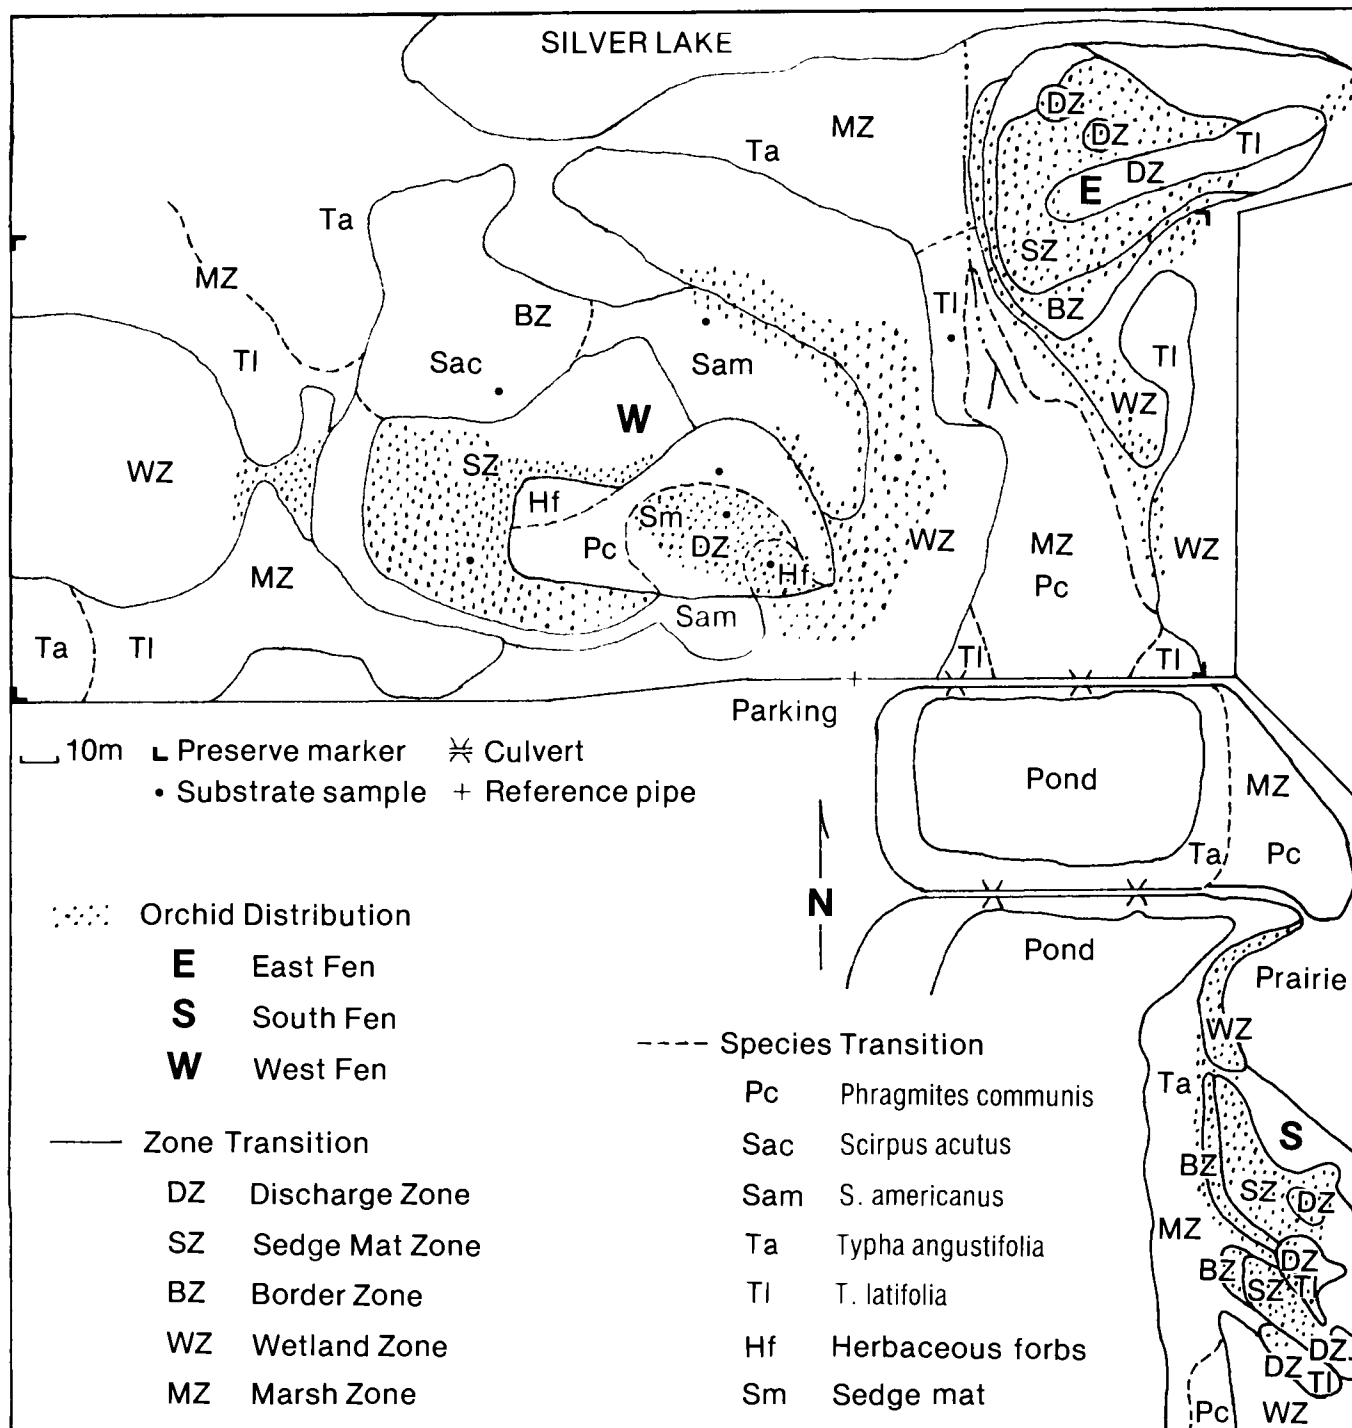 SILVER LAKE
MZ
Ta
DZ
DZ
Tl
DZ
E
Ta
SZ
MZ
Tl
BZ
BZ
Tl
Sac
Sam
Tl
WZ
W
WZ
SZ
Hf
Sm
Pc
DZ
WZ
MZ
WZ
MZ
Hf
Pc
Sam
Ta
Tl
Tl
Tl
Parking
10m
Preserve marker
Culvert
Substrate sample
+ Reference pipe
Pond
MZ
Ta
Pc
N
Pond
Prairie
WZ
Ta
S
BZ
SZ
DZ
MZ
BZ
DZ
SZ
Tl
DZ
DZ
Tl
Pc
WZ
Orchid Distribution
E East Fen
S South Fen
W West Fen
Zone Transition
DZ Discharge Zone
SZ Sedge Mat Zone
BZ Border Zone
WZ Wetland Zone
MZ Marsh Zone
Species Transition
Pc Phragmites communis
Sac Scirpus acutus
Sam S. americanus
Ta Typha angustifolia
Tl T. latifolia
Hf Herbaceous forbs
Sm Sedge mat